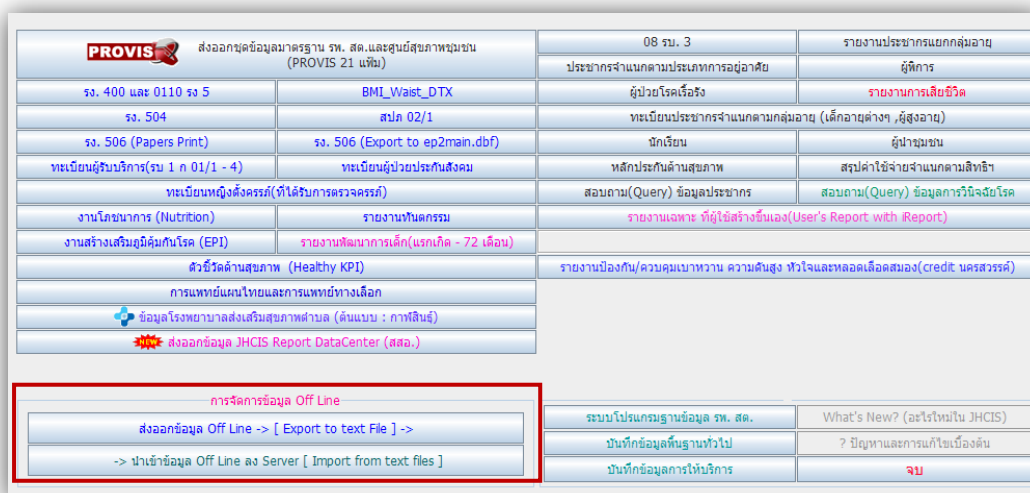 PROVIS ส่งออกชุดข้อมูลมาตรฐาน รพ. สต.และศูนย์สุขภาพชุมชน
(PROVIS 21 แฟ้ม)
08 รบ. 3
รายงานประชากรแยกกลุ่มอายุ
ประชากรจำแนกตามประเภทการอยู่อาศัย
ผู้พิการ
รง. 400 และ 0110 รง 5
BMI_Waist_DTX
ผู้ป่วยโรคเรื้อรัง
รายงานการเสียชีวิต
รง. 504
สปภ 02/1
ทะเบียนประชากรจำแนกตามกลุ่มอายุ (เด็กอายุต่างๆ ,ผู้สูงอายุ)
รง. 506 (Papers Print)
รง. 506 (Export to ep2main.dbf)
นักเรียน
ผู้นำชุมชน
ทะเบียนผู้รับบริการ(รบ 1 ก 01/1 - 4)
ทะเบียนผู้ป่วยประกันสังคม
หลักประกันด้านสุขภาพ
สรุปค่าใช้จ่ายจำแนกตามสิทธิฯ
ทะเบียนหญิงตั้งครรภ์(ที่ได้รับการตรวจครรภ์)
สอบถาม(Query) ข้อมูลประชากร
สอบถาม(Query) ข้อมูลการวินิจฉัยโรค
งานโภชนาการ (Nutrition)
รายงานทันตกรรม
รายงานเฉพาะ ที่ผู้ใช้สร้างขึ้นเอง(User's Report with iReport)
งานสร้างเสริมภูมิคุ้มกันโรค (EPI)
รายงานพัฒนาการเด็ก(แรกเกิด - 72 เดือน)
ตัวชี้วัดด้านสุขภาพ (Healthy KPI)
รายงานป้องกัน/ควบคุมเบาหวาน ความดันสูง หัวใจและหลอดเลือดสมอง(credit นครสวรรค์)
การแพทย์แผนไทยและการแพทย์ทางเลือก
ข้อมูลโรงพยาบาลส่งเสริมสุขภาพตำบล (ต้นแบบ : กาฬสินธุ์)
NEW ส่งออกข้อมูล JHCIS Report DataCenter (สสอ.)
การจัดการข้อมูล Off Line
ส่งออกข้อมูล Off Line -> [ Export to text File ] ->
-> นำเข้าข้อมูล Off Line ลง Server [ Import from text files ]
ระบบโปรแกรมฐานข้อมูล รพ. สต.
What's New? (อะไรใหม่ใน JHCIS)
บันทึกข้อมูลพื้นฐานทั่วไป
? ปัญหาและการแก้ไขเบื้องต้น
บันทึกข้อมูลการให้บริการ
จบ